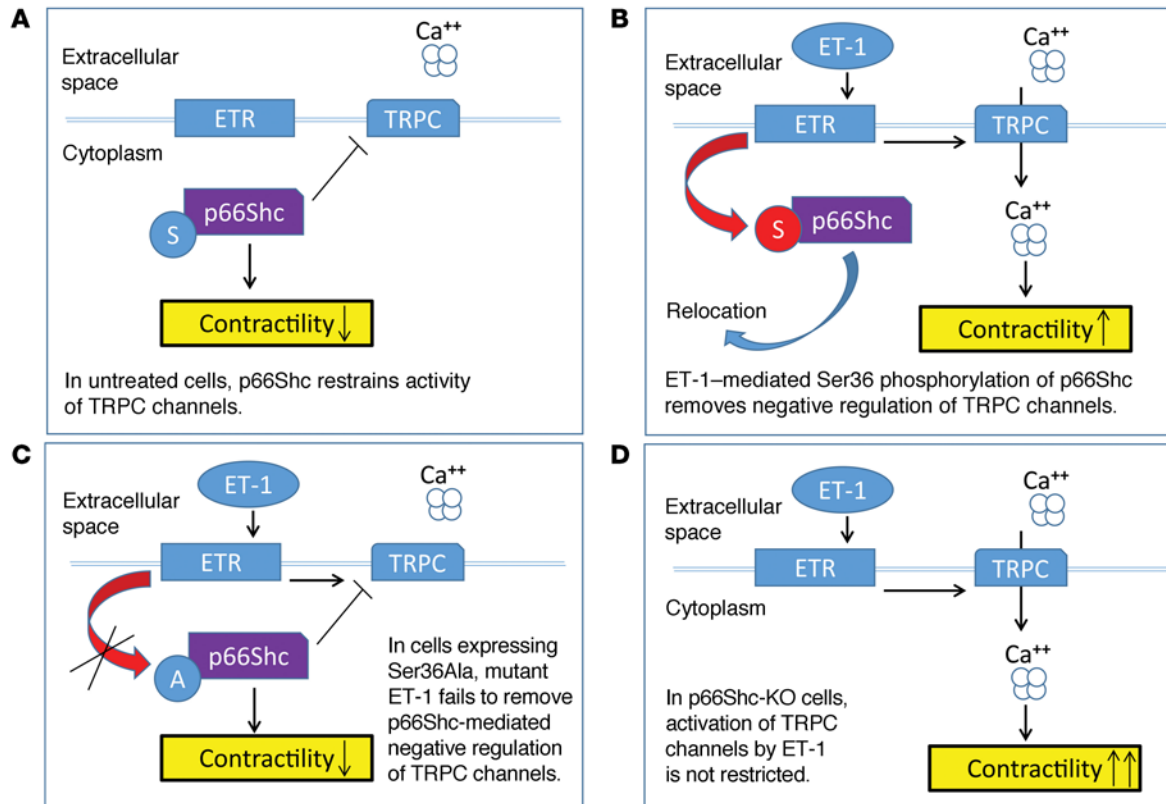 A
Ca++
Extracellular
space
ETR
TRPC
Cytoplasm
p66Shc
S
Contractility ↓
In untreated cells, p66Shc restrains activity
of TRPC channels.
B
ET-1
Ca++
Extracellular
space
ETR
TRPC
Cytoplasm
S
p66Shc
Ca++
Relocation
Contractility ↑
ET-1–mediated Ser36 phosphorylation of p66Shc
removes negative regulation of TRPC channels.
C
ET-1
Ca++
Extracellular
space
ETR
TRPC
p66Shc
A
In cells expressing
Ser36Ala, mutant
ET-1 fails to remove
p66Shc-mediated
negative regulation
of TRPC channels.
Contractility ↓
D
ET-1
Ca++
Extracellular
space
ETR
TRPC
Cytoplasm
Ca++
In p66Shc-KO cells,
activation of TRPC
channels by ET-1
is not restricted.
Contractility ↑↑